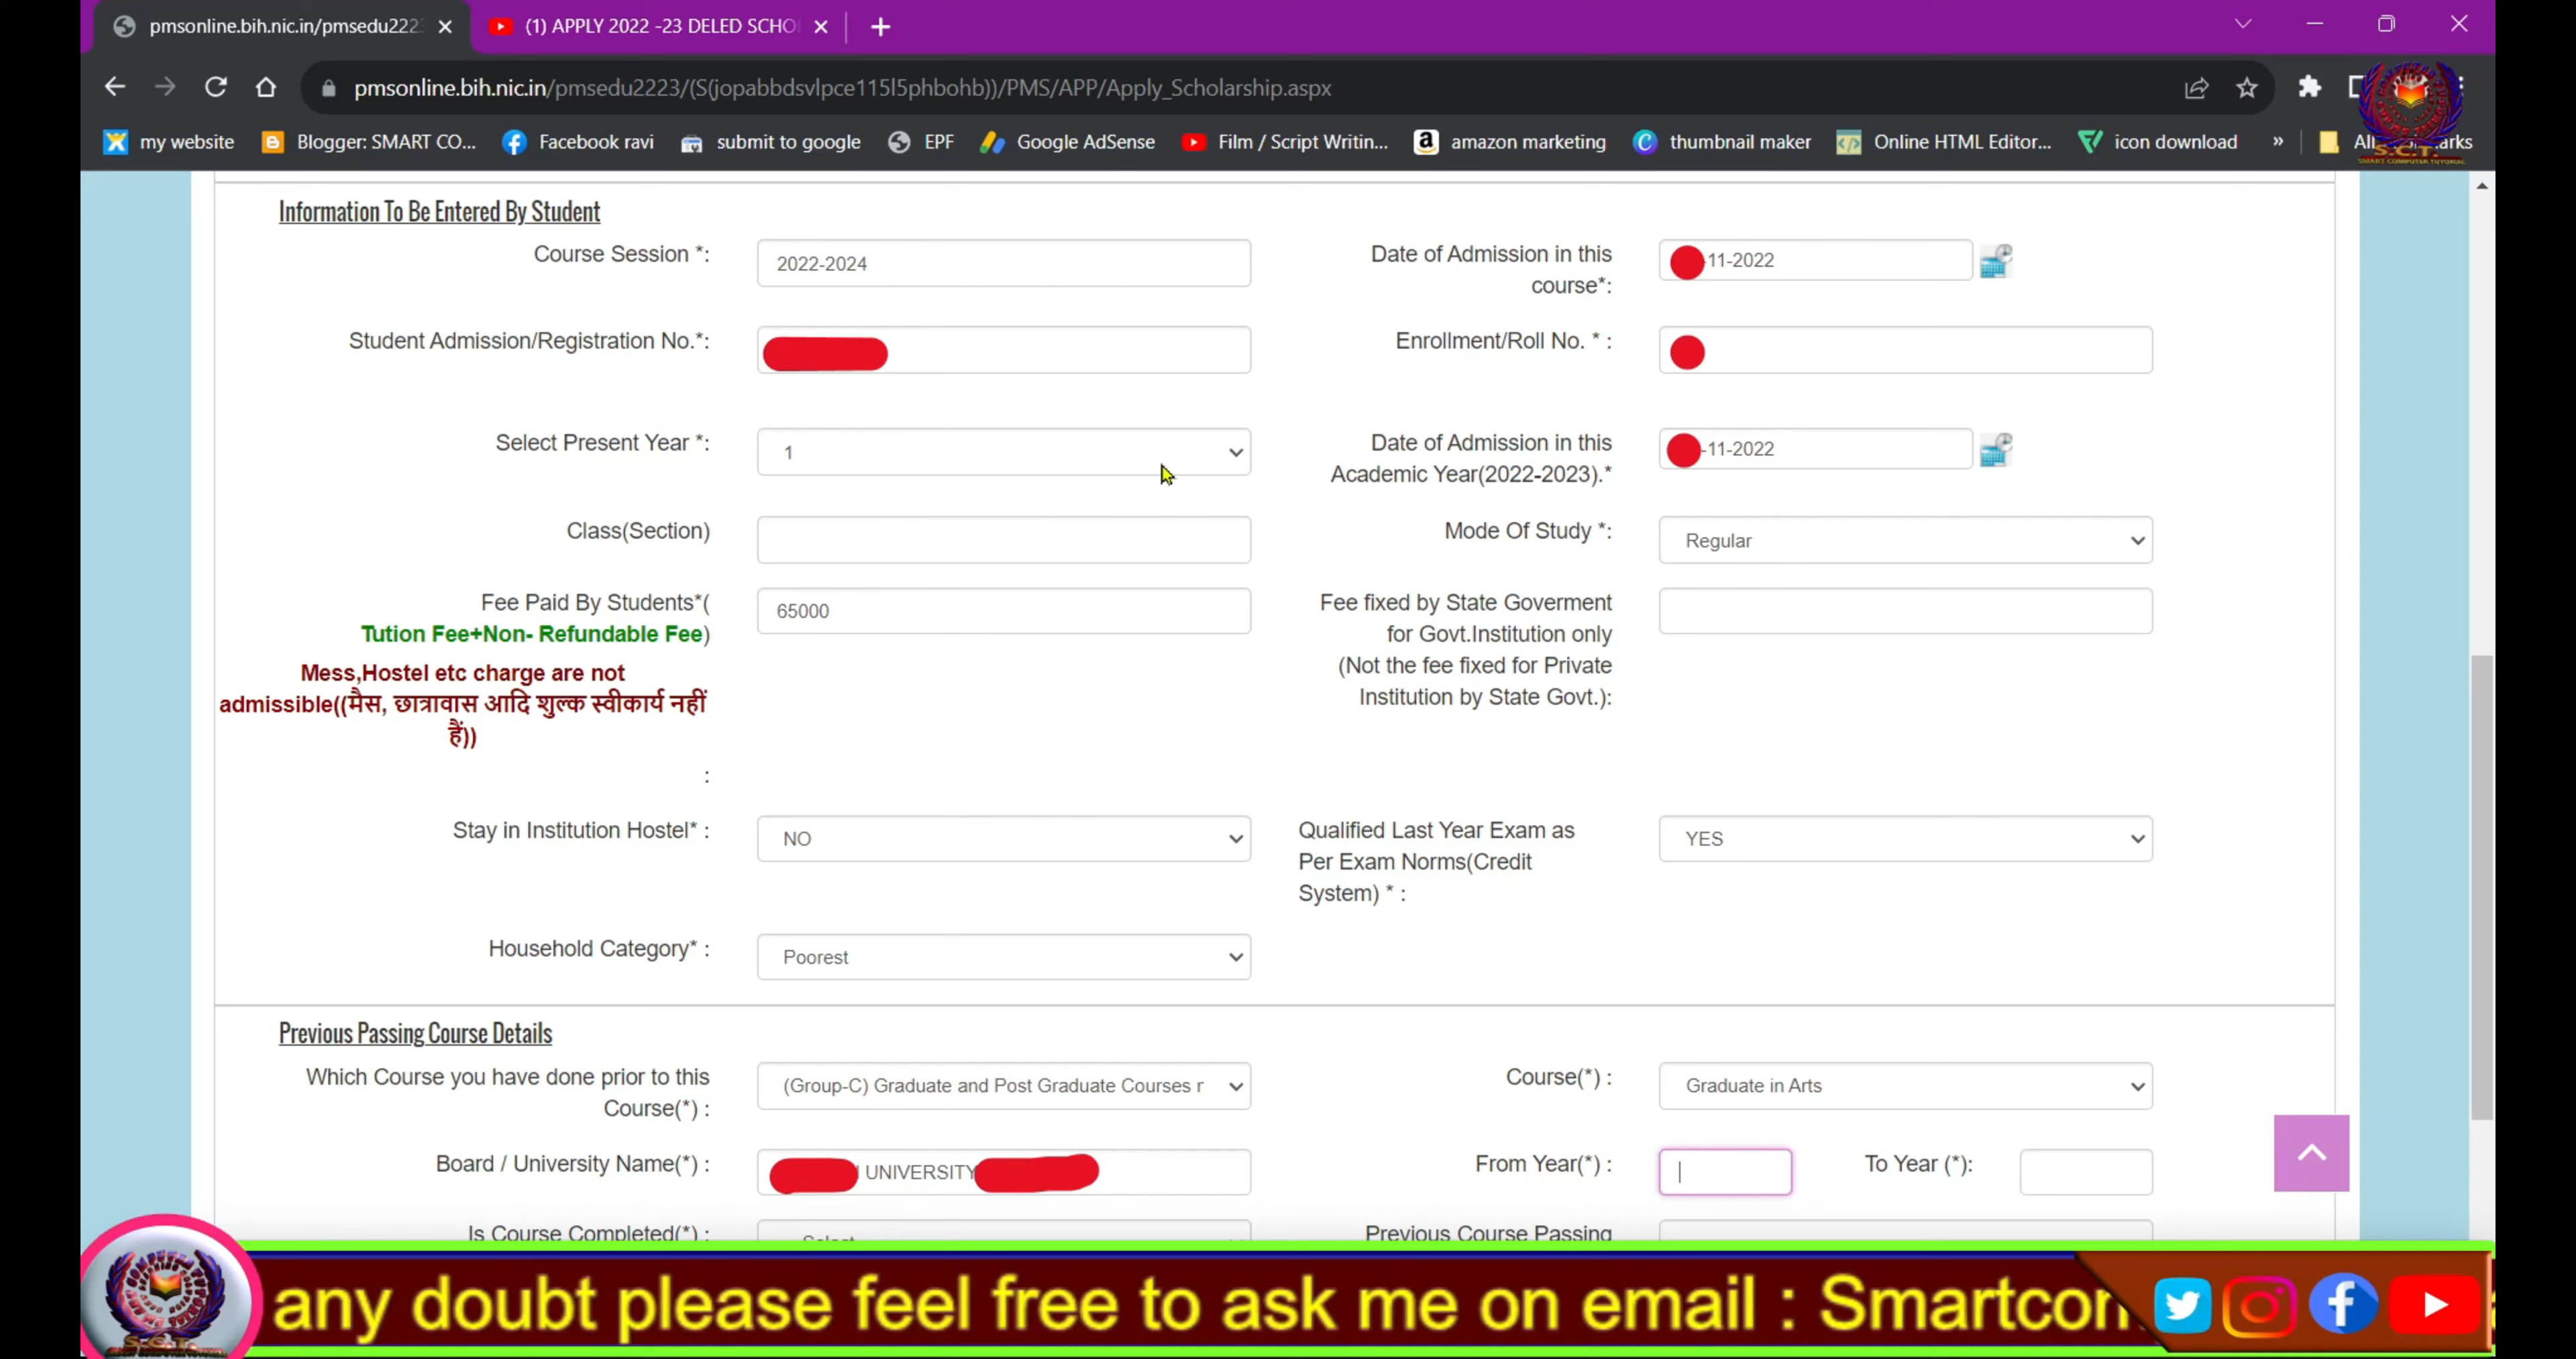 pmsonline.bih.nic.in/pmsedu222
(1) APPLY 2022 -23 DELED SCHO
pmsonline.bih.nic.in/pmsedu2223/(S(jopabbdsvlpce115l5phbohb))/PMS/APP/Apply_Scholarship.aspx
my website Blogger: SMART CO... Facebook ravi submit to google EPF Google AdSense Film / Script Writin... amazon marketing thumbnail maker Online HTML Editor... icon download » All
S.C.T.
SMART COMPUTER TUTORIAL
Information To Be Entered By Student
Course Session *: 2022-2024 Date of Admission in this course*: -11-2022
Student Admission/Registration No.*: Enrollment/Roll No. * :
Select Present Year *: 1 Date of Admission in this Academic Year(2022-2023).* -11-2022
Class(Section) Mode Of Study *: Regular
Fee Paid By Students*( 65000 Fee fixed by State Goverment
Tution Fee+Non- Refundable Fee) for Govt.Institution only
Mess,Hostel etc charge are not (Not the fee fixed for Private
admissible((मैस, छात्रावास आदि शुल्क स्वीकार्य नहीं Institution by State Govt.):
हैं))
:
Stay in Institution Hostel* : NO Qualified Last Year Exam as Per Exam Norms(Credit System) * : YES
Household Category* : Poorest
Previous Passing Course Details
Which Course you have done prior to this Course(*) : (Group-C) Graduate and Post Graduate Courses r Course(*) : Graduate in Arts
Board / University Name(*) : UNIVERSITY From Year(*) : To Year (*):
Is Course Completed(*) : Select Previous Course Passing
any doubt please feel free to ask me on email : Smartcom
S.C.T.